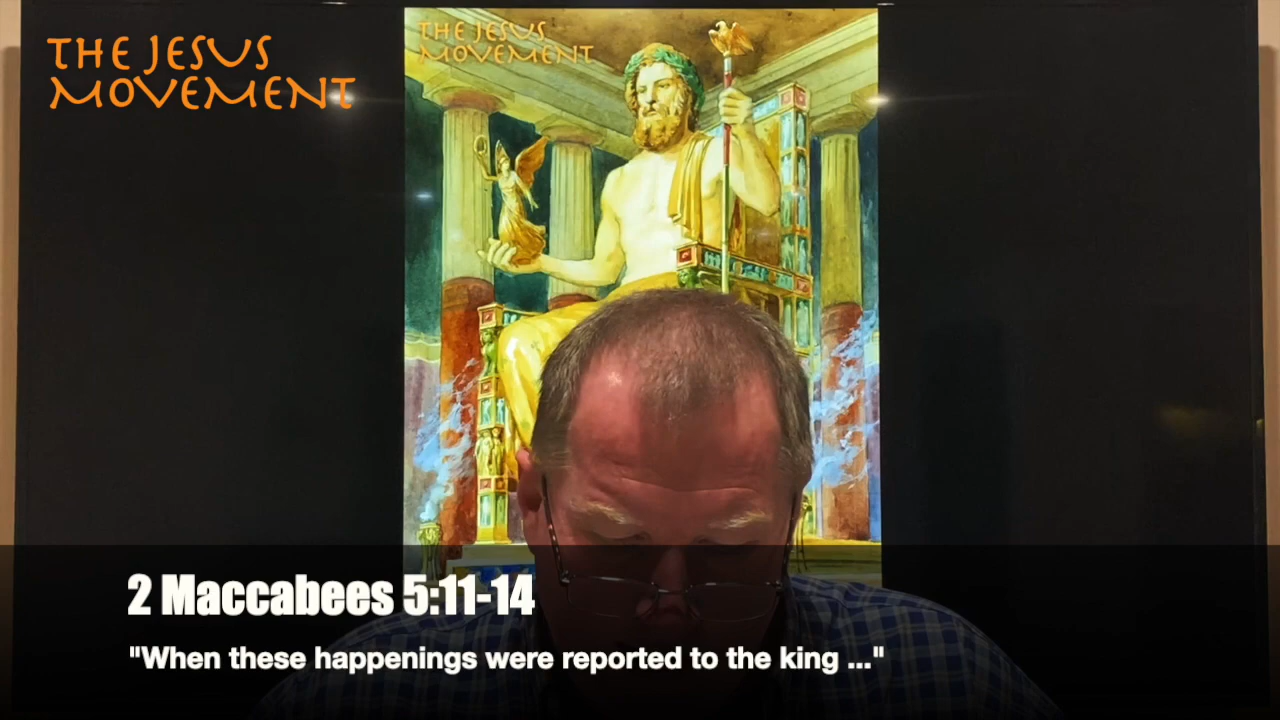 THE JESUS
MOVEMENT
THE JESUS
MOVEMENT
2 Maccabees 5:11-14
"When these happenings were reported to the king ..."